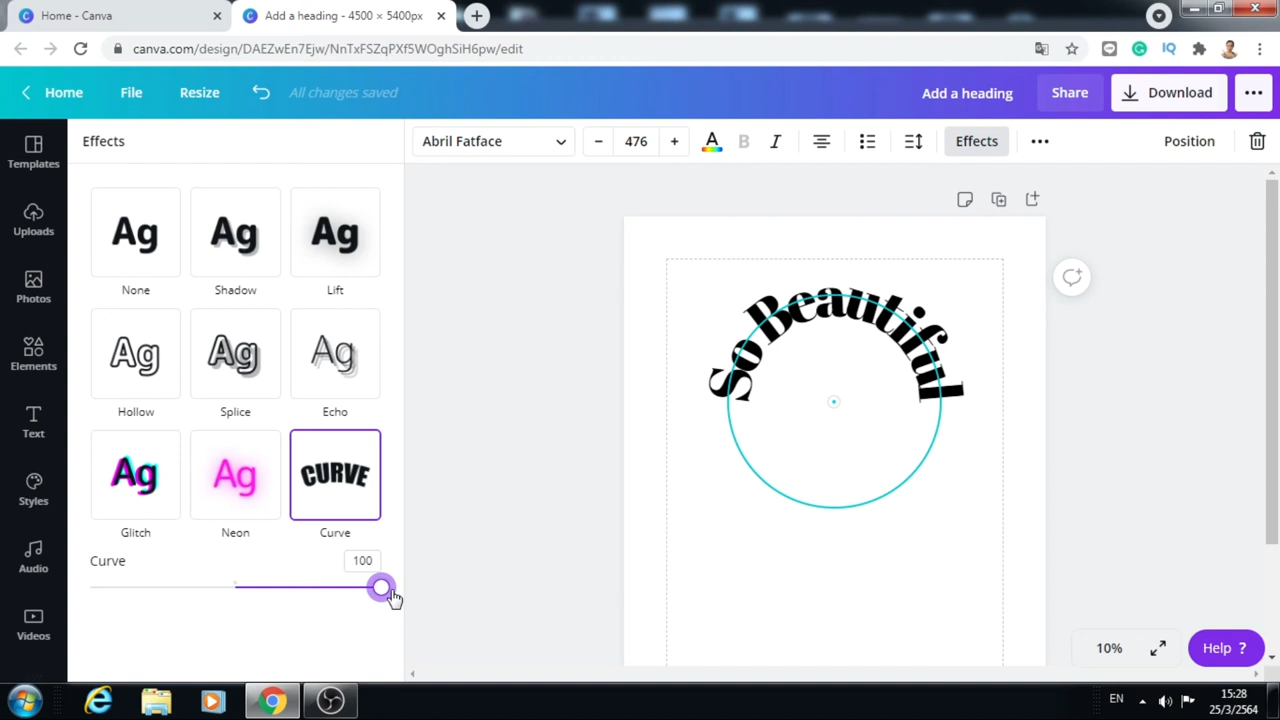 Home - Canva
Add a heading - 4500 × 5400px
canva.com/design/DAEZwEn7Ejw/NnTxFSZqPXf5WOghSiH6pw/edit
Home File Resize All changes saved Add a heading Share Download
Templates
Uploads
Photos
Elements
Text
Styles
Audio
Videos
Effects
Abril Fatface − 476 + A B I Effects Position
Ag Ag Ag
None Shadow Lift
Ag Ag Ag
Hollow Splice Echo
Ag Ag CURVE
Glitch Neon Curve
Curve 100
So Beautiful
10% Help ?
EN 15:28
25/3/2564